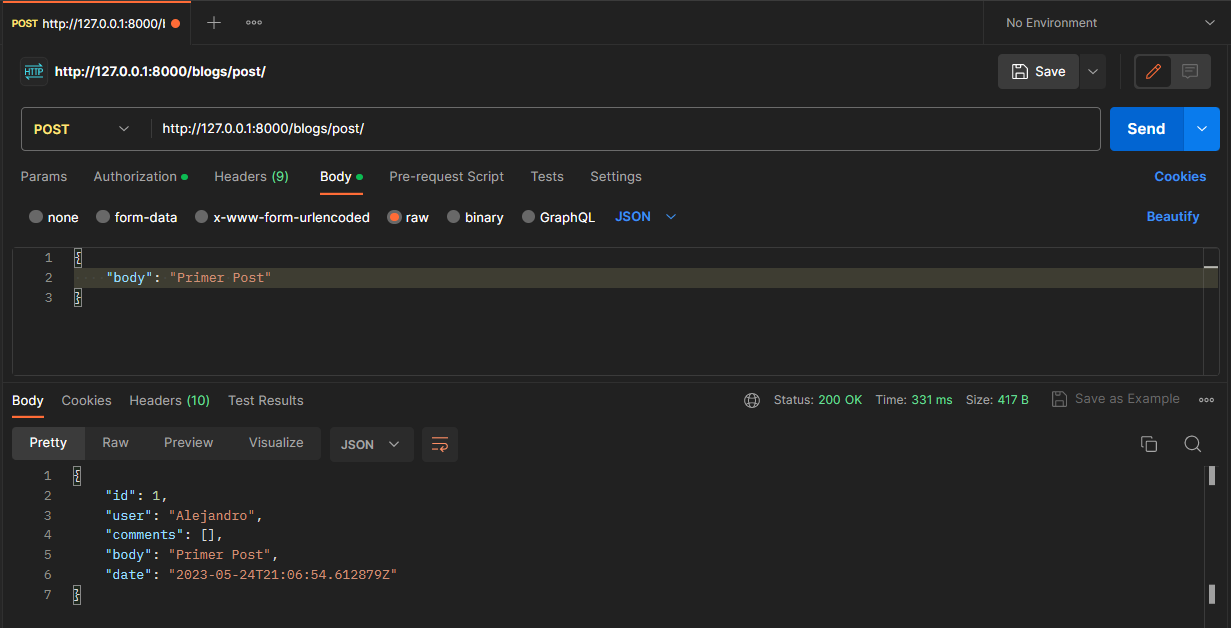 POST http://127.0.0.1:8000/l
No Environment
HTTP http://127.0.0.1:8000/blogs/post/
Save
POST http://127.0.0.1:8000/blogs/post/
Send
Params Authorization Headers (9) Body Pre-request Script Tests Settings Cookies
none form-data x-www-form-urlencoded raw binary GraphQL JSON Beautify
1 {
2 "body": "Primer Post"
3 }
Body Cookies Headers (10) Test Results Status: 200 OK Time: 331 ms Size: 417 B Save as Example
Pretty Raw Preview Visualize JSON
1 {
2 "id": 1,
3 "user": "Alejandro",
4 "comments": [],
5 "body": "Primer Post",
6 "date": "2023-05-24T21:06:54.612879Z"
7 }